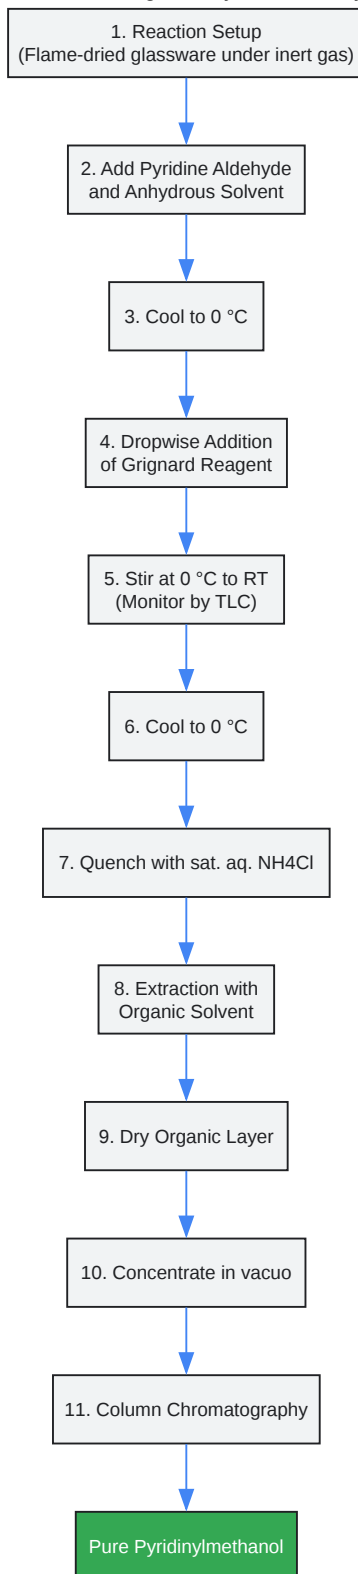 1. Reaction Setup
(Flame-dried glassware under inert gas)
2. Add Pyridine Aldehyde
and Anhydrous Solvent
3. Cool to 0 °C
4. Dropwise Addition
of Grignard Reagent
5. Stir at 0 °C to RT
(Monitor by TLC)
6. Cool to 0 °C
7. Quench with sat. aq. NH4Cl
8. Extraction with
Organic Solvent
9. Dry Organic Layer
10. Concentrate in vacuo
11. Column Chromatography
Pure Pyridinylmethanol